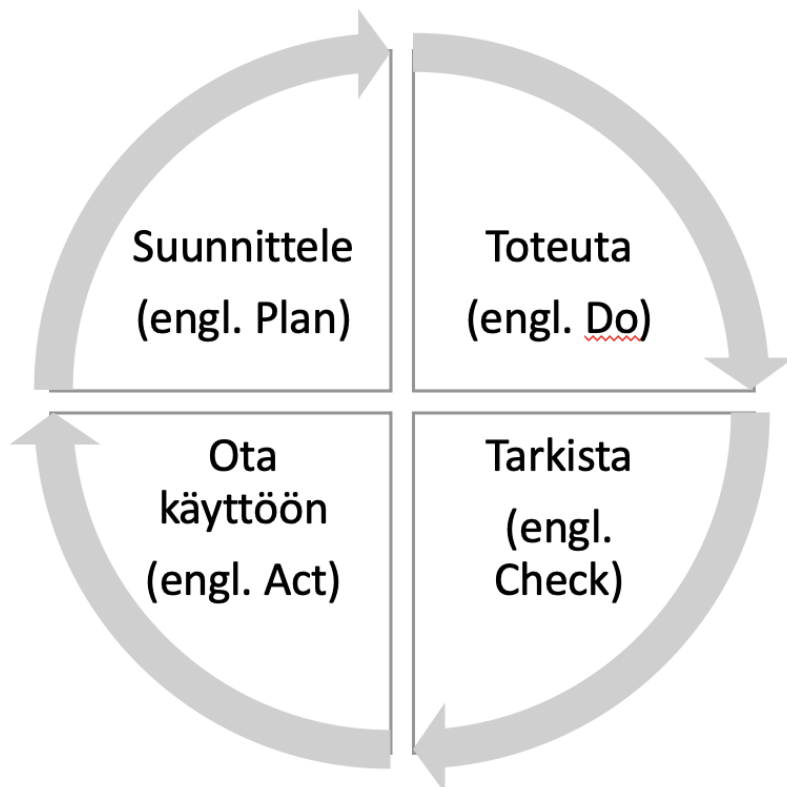 Suunnittele
(engl. Plan)
Toteuta
(engl. Do)
Ota
käyttöön
(engl. Act)
Tarkista
(engl.
Check)